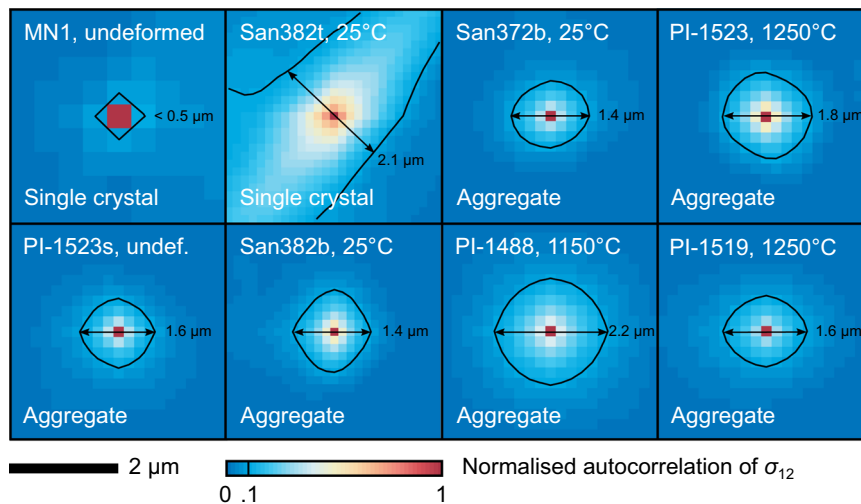 MN1, undeformed
< 0.5 µm
Single crystal
San382t, 25°C
2.1 µm
Single crystal
San372b, 25°C
1.4 µm
Aggregate
PI-1523, 1250°C
1.8 µm
Aggregate
PI-1523s, undef.
1.6 µm
Aggregate
San382b, 25°C
1.4 µm
Aggregate
PI-1488, 1150°C
2.2 µm
Aggregate
PI-1519, 1250°C
1.6 µm
Aggregate
2 µm
0 .1 1
Normalised autocorrelation of σ₁₂